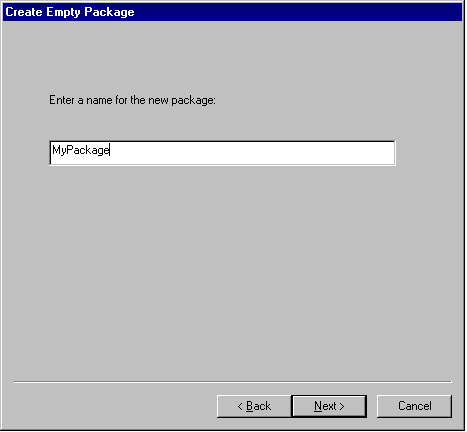 Create Empty Package
Enter a name for the new package:
MyPackage
< Back Next > Cancel